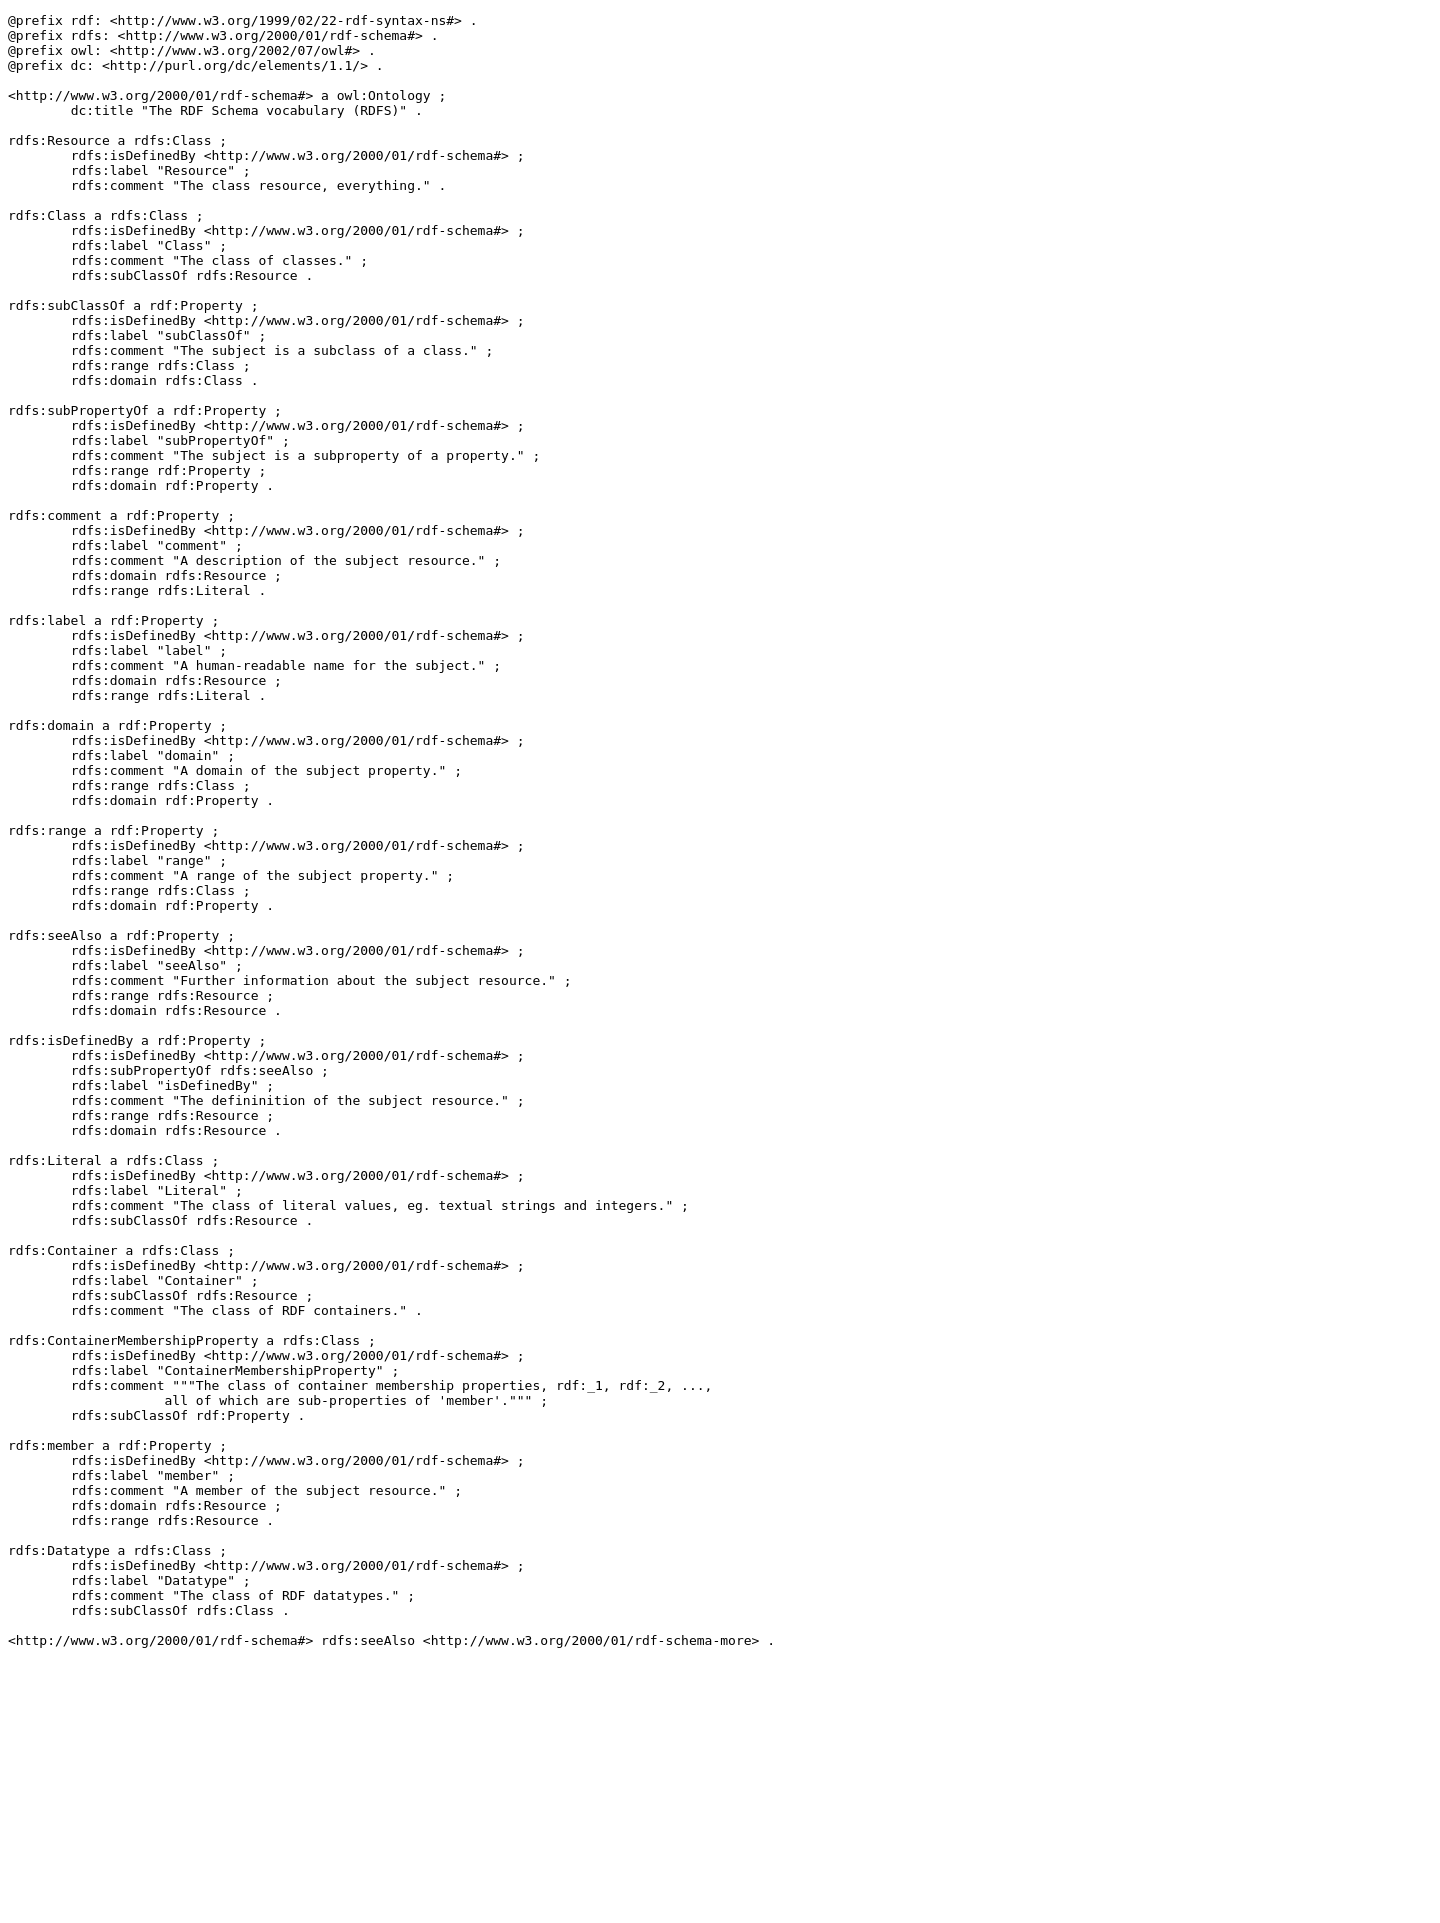 @prefix rdf: <http://www.w3.org/1999/02/22-rdf-syntax-ns#> .
@prefix rdfs: <http://www.w3.org/2000/01/rdf-schema#> .
@prefix owl: <http://www.w3.org/2002/07/owl#> .
@prefix dc: <http://purl.org/dc/elements/1.1/> .

<http://www.w3.org/2000/01/rdf-schema#> a owl:Ontology ;
        dc:title "The RDF Schema vocabulary (RDFS)" .

rdfs:Resource a rdfs:Class ;
        rdfs:isDefinedBy <http://www.w3.org/2000/01/rdf-schema#> ;
        rdfs:label "Resource" ;
        rdfs:comment "The class resource, everything." .

rdfs:Class a rdfs:Class ;
        rdfs:isDefinedBy <http://www.w3.org/2000/01/rdf-schema#> ;
        rdfs:label "Class" ;
        rdfs:comment "The class of classes." ;
        rdfs:subClassOf rdfs:Resource .

rdfs:subClassOf a rdf:Property ;
        rdfs:isDefinedBy <http://www.w3.org/2000/01/rdf-schema#> ;
        rdfs:label "subClassOf" ;
        rdfs:comment "The subject is a subclass of a class." ;
        rdfs:range rdfs:Class ;
        rdfs:domain rdfs:Class .

rdfs:subPropertyOf a rdf:Property ;
        rdfs:isDefinedBy <http://www.w3.org/2000/01/rdf-schema#> ;
        rdfs:label "subPropertyOf" ;
        rdfs:comment "The subject is a subproperty of a property." ;
        rdfs:range rdf:Property ;
        rdfs:domain rdf:Property .

rdfs:comment a rdf:Property ;
        rdfs:isDefinedBy <http://www.w3.org/2000/01/rdf-schema#> ;
        rdfs:label "comment" ;
        rdfs:comment "A description of the subject resource." ;
        rdfs:domain rdfs:Resource ;
        rdfs:range rdfs:Literal .

rdfs:label a rdf:Property ;
        rdfs:isDefinedBy <http://www.w3.org/2000/01/rdf-schema#> ;
        rdfs:label "label" ;
        rdfs:comment "A human-readable name for the subject." ;
        rdfs:domain rdfs:Resource ;
        rdfs:range rdfs:Literal .

rdfs:domain a rdf:Property ;
        rdfs:isDefinedBy <http://www.w3.org/2000/01/rdf-schema#> ;
        rdfs:label "domain" ;
        rdfs:comment "A domain of the subject property." ;
        rdfs:range rdfs:Class ;
        rdfs:domain rdf:Property .

rdfs:range a rdf:Property ;
        rdfs:isDefinedBy <http://www.w3.org/2000/01/rdf-schema#> ;
        rdfs:label "range" ;
        rdfs:comment "A range of the subject property." ;
        rdfs:range rdfs:Class ;
        rdfs:domain rdf:Property .

rdfs:seeAlso a rdf:Property ;
        rdfs:isDefinedBy <http://www.w3.org/2000/01/rdf-schema#> ;
        rdfs:label "seeAlso" ;
        rdfs:comment "Further information about the subject resource." ;
        rdfs:range rdfs:Resource ;
        rdfs:domain rdfs:Resource .

rdfs:isDefinedBy a rdf:Property ;
        rdfs:isDefinedBy <http://www.w3.org/2000/01/rdf-schema#> ;
        rdfs:subPropertyOf rdfs:seeAlso ;
        rdfs:label "isDefinedBy" ;
        rdfs:comment "The defininition of the subject resource." ;
        rdfs:range rdfs:Resource ;
        rdfs:domain rdfs:Resource .

rdfs:Literal a rdfs:Class ;
        rdfs:isDefinedBy <http://www.w3.org/2000/01/rdf-schema#> ;
        rdfs:label "Literal" ;
        rdfs:comment "The class of literal values, eg. textual strings and integers." ;
        rdfs:subClassOf rdfs:Resource .

rdfs:Container a rdfs:Class ;
        rdfs:isDefinedBy <http://www.w3.org/2000/01/rdf-schema#> ;
        rdfs:label "Container" ;
        rdfs:subClassOf rdfs:Resource ;
        rdfs:comment "The class of RDF containers." .

rdfs:ContainerMembershipProperty a rdfs:Class ;
        rdfs:isDefinedBy <http://www.w3.org/2000/01/rdf-schema#> ;
        rdfs:label "ContainerMembershipProperty" ;
        rdfs:comment """The class of container membership properties, rdf:_1, rdf:_2, ...,
                    all of which are sub-properties of 'member'.""" ;
        rdfs:subClassOf rdf:Property .

rdfs:member a rdf:Property ;
        rdfs:isDefinedBy <http://www.w3.org/2000/01/rdf-schema#> ;
        rdfs:label "member" ;
        rdfs:comment "A member of the subject resource." ;
        rdfs:domain rdfs:Resource ;
        rdfs:range rdfs:Resource .

rdfs:Datatype a rdfs:Class ;
        rdfs:isDefinedBy <http://www.w3.org/2000/01/rdf-schema#> ;
        rdfs:label "Datatype" ;
        rdfs:comment "The class of RDF datatypes." ;
        rdfs:subClassOf rdfs:Class .

<http://www.w3.org/2000/01/rdf-schema#> rdfs:seeAlso <http://www.w3.org/2000/01/rdf-schema-more> .